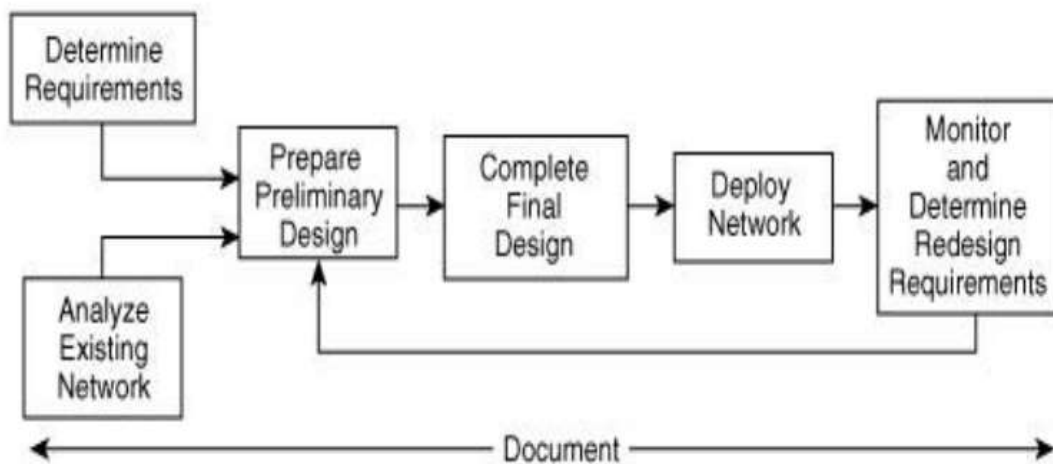 Determine
Requirements
Analyze
Existing
Network
Prepare
Preliminary
Design
Complete
Final
Design
Deploy
Network
Monitor
and
Determine
Redesign
Requirements
Document